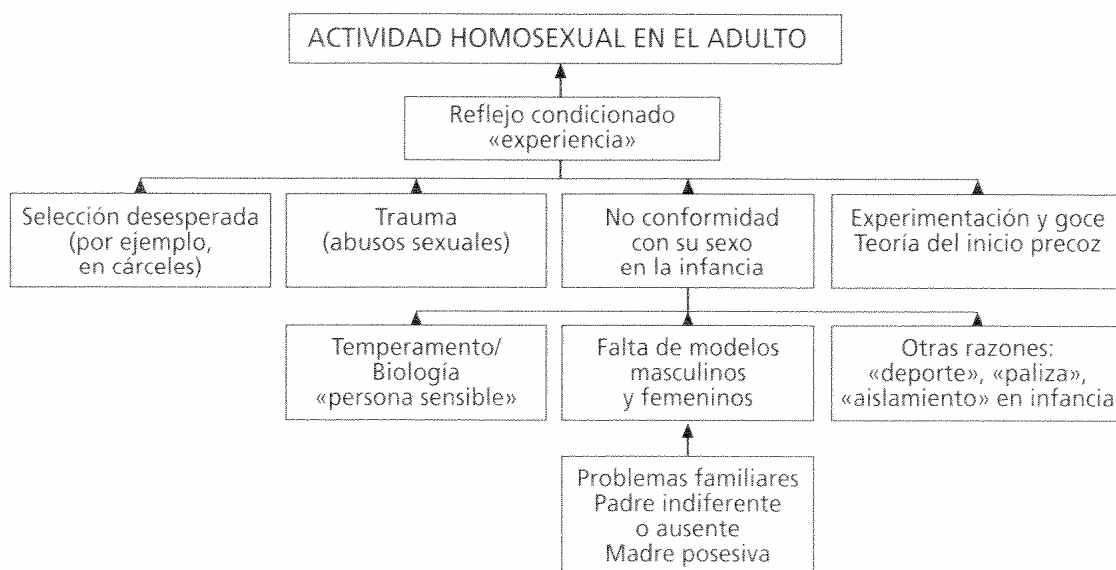 ACTIVIDAD HOMOSEXUAL EN EL ADULTO
Reflejo condicionado
«experiencia»
Selección desesperada
(por ejemplo,
en cárceles)
Trauma
(abusos sexuales)
No conformidad
con su sexo
en la infancia
Experimentación y goce
Teoría del inicio precoz
Temperamento/
Biología
«persona sensible»
Falta de modelos
masculinos
y femeninos
Otras razones:
«deporte», «paliza»,
«aislamiento» en infancia
Problemas familiares
Padre indiferente
o ausente
Madre posesiva